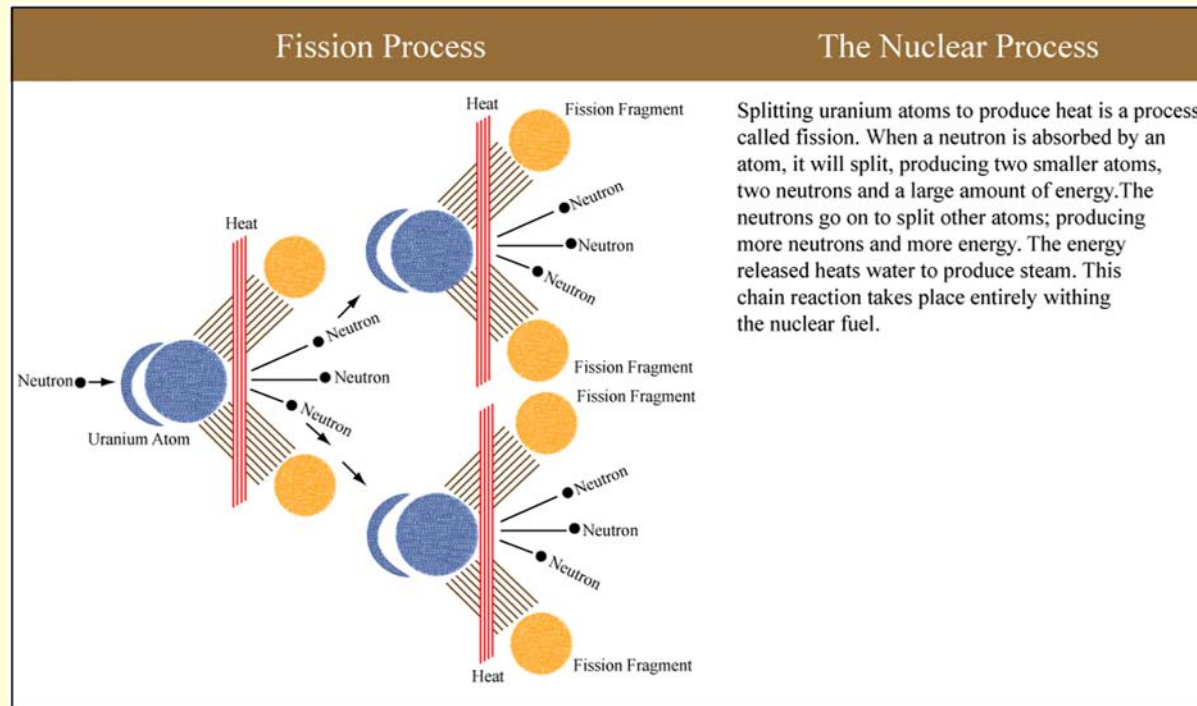 Fission Process
The Nuclear Process
Heat
Fission Fragment
Neutron
Neutron
Neutron
Fission Fragment
Heat
Neutron
Neutron
Neutron
Neutron
Uranium Atom
Fission Fragment
Neutron
Neutron
Neutron
Fission Fragment
Heat
Splitting uranium atoms to produce heat is a process
called fission. When a neutron is absorbed by an
atom, it will split, producing two smaller atoms,
two neutrons and a large amount of energy.The
neutrons go on to split other atoms; producing
more neutrons and more energy. The energy
released heats water to produce steam. This
chain reaction takes place entirely withing
the nuclear fuel.